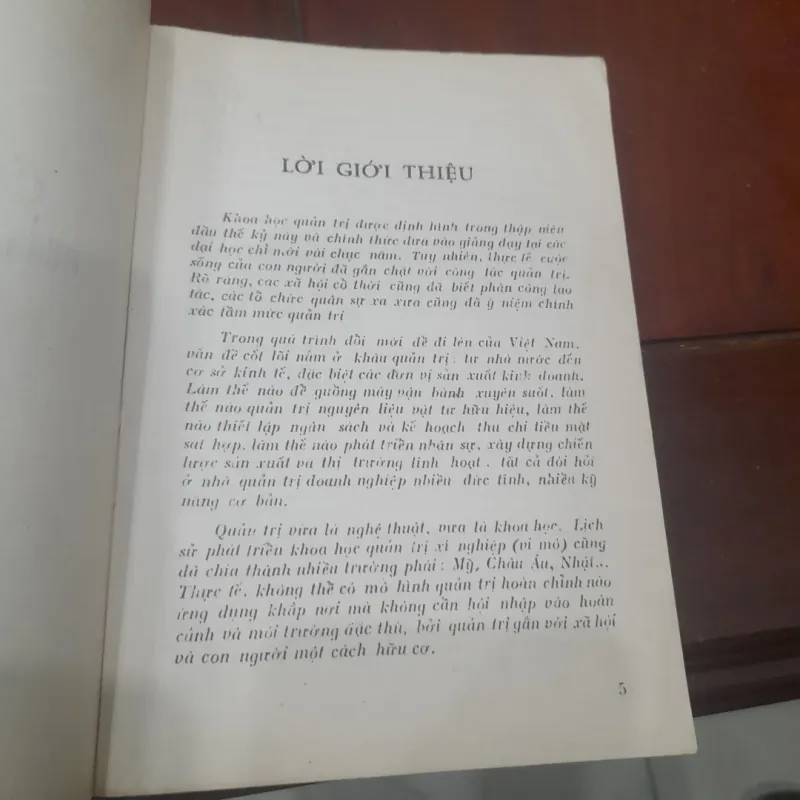 LỜI GIỚI THIỆU
Khoa học quản trị được định hình trong thập niên
đầu thế kỷ này và chính thức đưa vào giảng dạy tại các
đại học chỉ mới vài chục năm. Tuy nhiên, thực tế cuộc
sống của con người đã gắn chặt với công tác quản trị.
Rõ ràng, các xã hội cổ thời cũng đã biết phân công lao
tác, các tổ chức quân sự xa xưa cũng đã ý niệm chính
xác tầm mức quản trị
Trong quá trình đổi mới để đi lên của Việt Nam,
vấn đề cốt lõi nằm ở khâu quản trị: từ nhà nước đến
cơ sở kinh tế, đặc biệt các đơn vị sản xuất kinh doanh.
Làm thế nào để guồng máy vận hành xuyên suốt, làm
thế nào quản trị nguyên liệu vật tư hữu hiệu, làm thế
nào thiết lập ngân sách và kế hoạch thu chi tiền mặt
sát hợp, làm thế nào phát triển nhân sự, xây dựng chiến
lược sản xuất và thị trường linh hoạt. tất cả đòi hỏi
ở nhà quản trị doanh nghiệp nhiều đức tính, nhiều kỹ
năng cơ bản.
Quản trị vừa là nghệ thuật, vừa là khoa học. Lịch
sử phát triển khoa học quản trị xí nghiệp (vi mô) cũng
đã chia thành nhiều trường phái: Mỹ, Châu Âu, Nhật...
Thực tế, không thể có mô hình quản trị hoàn chỉnh nào
ứng dụng khắp nơi mà không cần hội nhập vào hoàn
cảnh và môi trường đặc thù, bởi quản trị gắn với xã hội
và con người một cách hữu cơ.
5